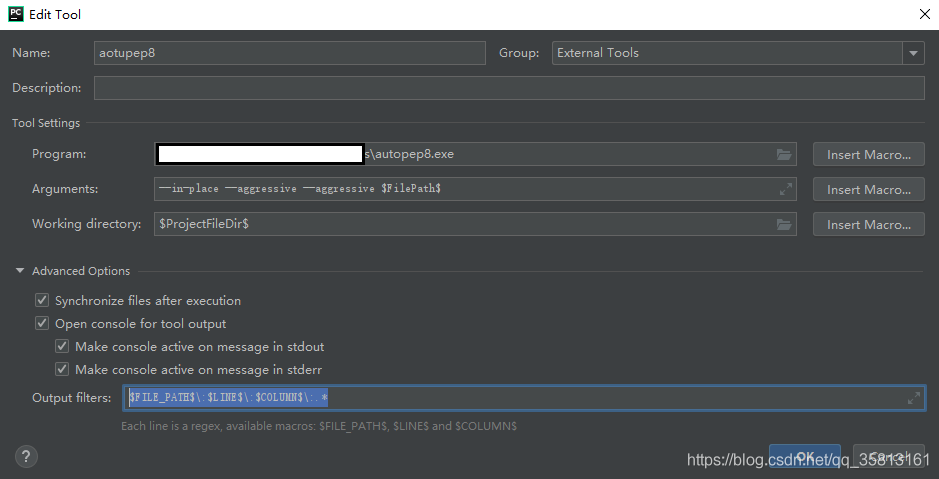 PC Edit Tool
Name: aotupep8 Group: External Tools
Description:
Tool Settings
Program: s\autopep8.exe Insert Macro...
Arguments: --in-place --aggressive --aggressive $FilePath$ Insert Macro...
Working directory: $ProjectFileDir$ Insert Macro...
Advanced Options
Synchronize files after execution
Open console for tool output
Make console active on message in stdout
Make console active on message in stderr
Output filters: $FILE_PATH$\:$LINE$\:$COLUMN$\:.*
Each line is a regex, available macros: $FILE_PATH$, $LINE$ and $COLUMN$
? OK Cancel
https://blog.csdn.net/qq_35813161